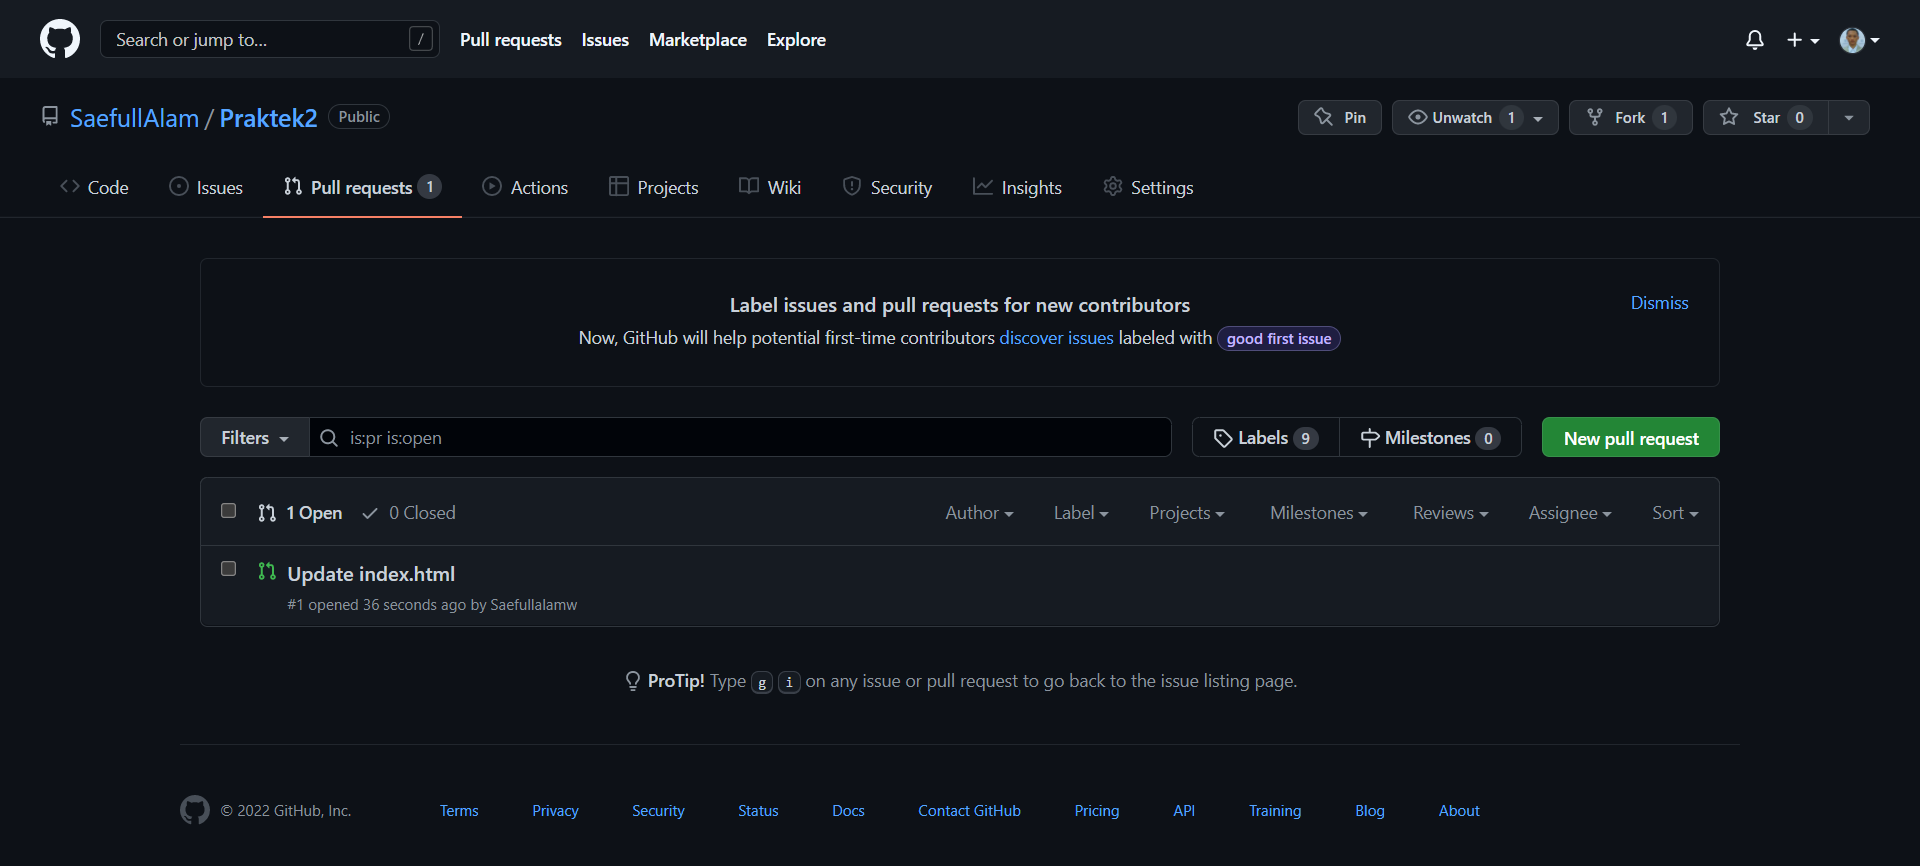 Search or jump to... / Pull requests Issues Marketplace Explore
SaefullAlam / Praktek2 Public Pin Unwatch 1 Fork 1 Star 0
Code Issues Pull requests 1 Actions Projects Wiki Security Insights Settings
Label issues and pull requests for new contributors Dismiss
Now, GitHub will help potential first-time contributors discover issues labeled with good first issue
Filters is:pr is:open Labels 9 Milestones 0 New pull request
1 Open 0 Closed Author Label Projects Milestones Reviews Assignee Sort
Update index.html
#1 opened 36 seconds ago by Saefullalamw
ProTip! Type g i on any issue or pull request to go back to the issue listing page.
© 2022 GitHub, Inc. Terms Privacy Security Status Docs Contact GitHub Pricing API Training Blog About